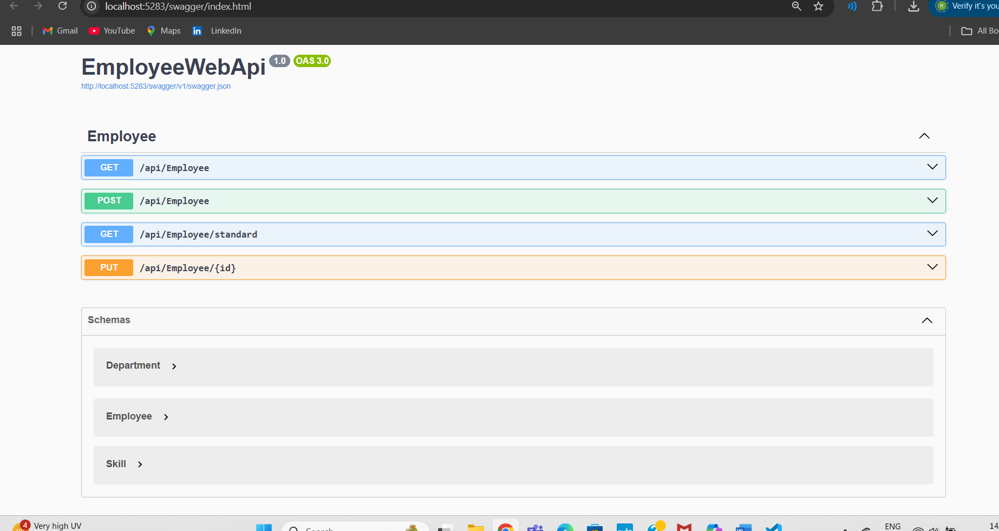 localhost:5283/swagger/index.html
R Verify it's you
Gmail YouTube Maps in LinkedIn All Bo
EmployeeWebApi 1.0 OAS 3.0
http://localhost:5283/swagger/v1/swagger.json
Employee
GET /api/Employee
POST /api/Employee
GET /api/Employee/standard
PUT /api/Employee/{id}
Schemas
Department
Employee
Skill
4 Very high UV
Search
ENG
14